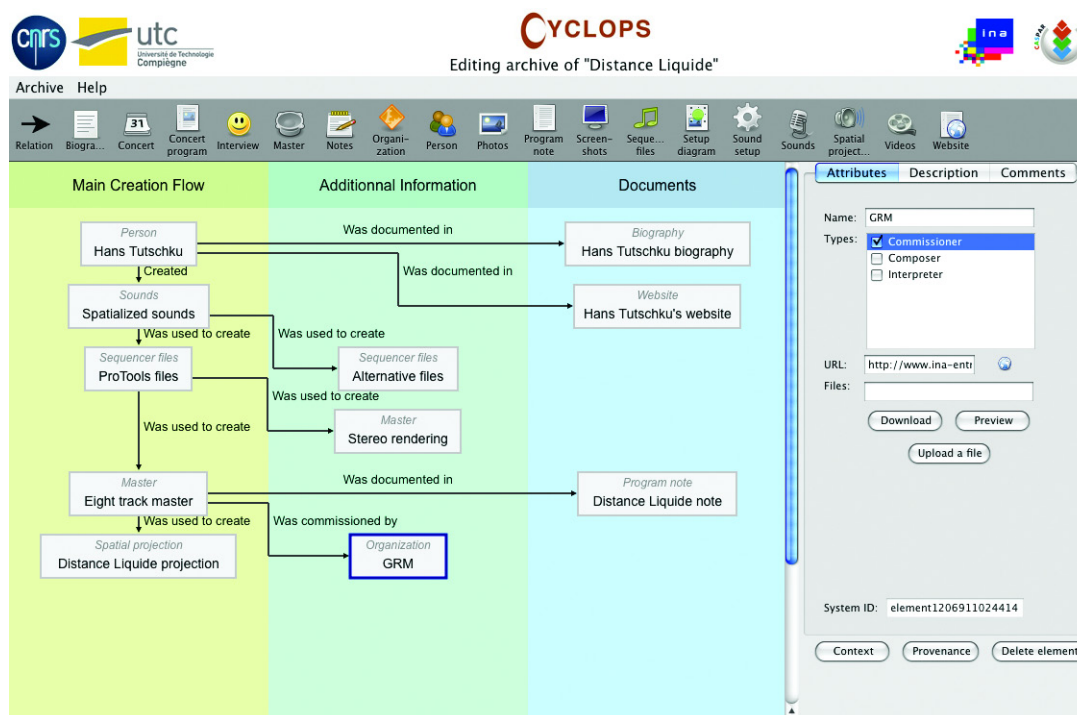 cnrs
utc
Université de Technologie
Compiègne
CYCLOPS
Editing archive of "Distance Liquide"
ina
CASPAR
Archive Help
31
Relation
Biogra...
Concert
Concert
program
Interview
Master
Notes
Organi-
zation
Person
Photos
Program
note
Screen-
shots
Seque...
files
Setup
diagram
Sound
setup
Sounds
Spatial
project...
Videos
Website
Main Creation Flow
Additionnal Information
Documents
Person
Hans Tutschku
Was documented in
Biography
Hans Tutschku biography
Created
Was documented in
Sounds
Spatialized sounds
Website
Hans Tutschku's website
Was used to create
Was used to create
Sequencer files
ProTools files
Sequencer files
Alternative files
Was used to create
Was used to create
Master
Stereo rendering
Master
Eight track master
Was documented in
Program note
Distance Liquide note
Was used to create
Was commissioned by
Spatial projection
Distance Liquide projection
Organization
GRM
Attributes
Description
Comments
Name: GRM
Types: Commissioner
Composer
Interpreter
URL: http://www.ina-entr
Files:
Download
Preview
Upload a file
System ID: element1206911024414
Context
Provenance
Delete element